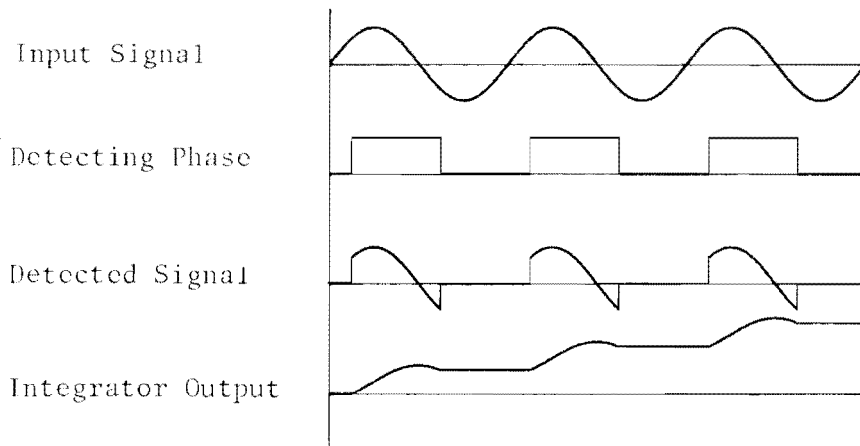 Input Signal
Detecting Phase
Detected Signal
Integrator Output